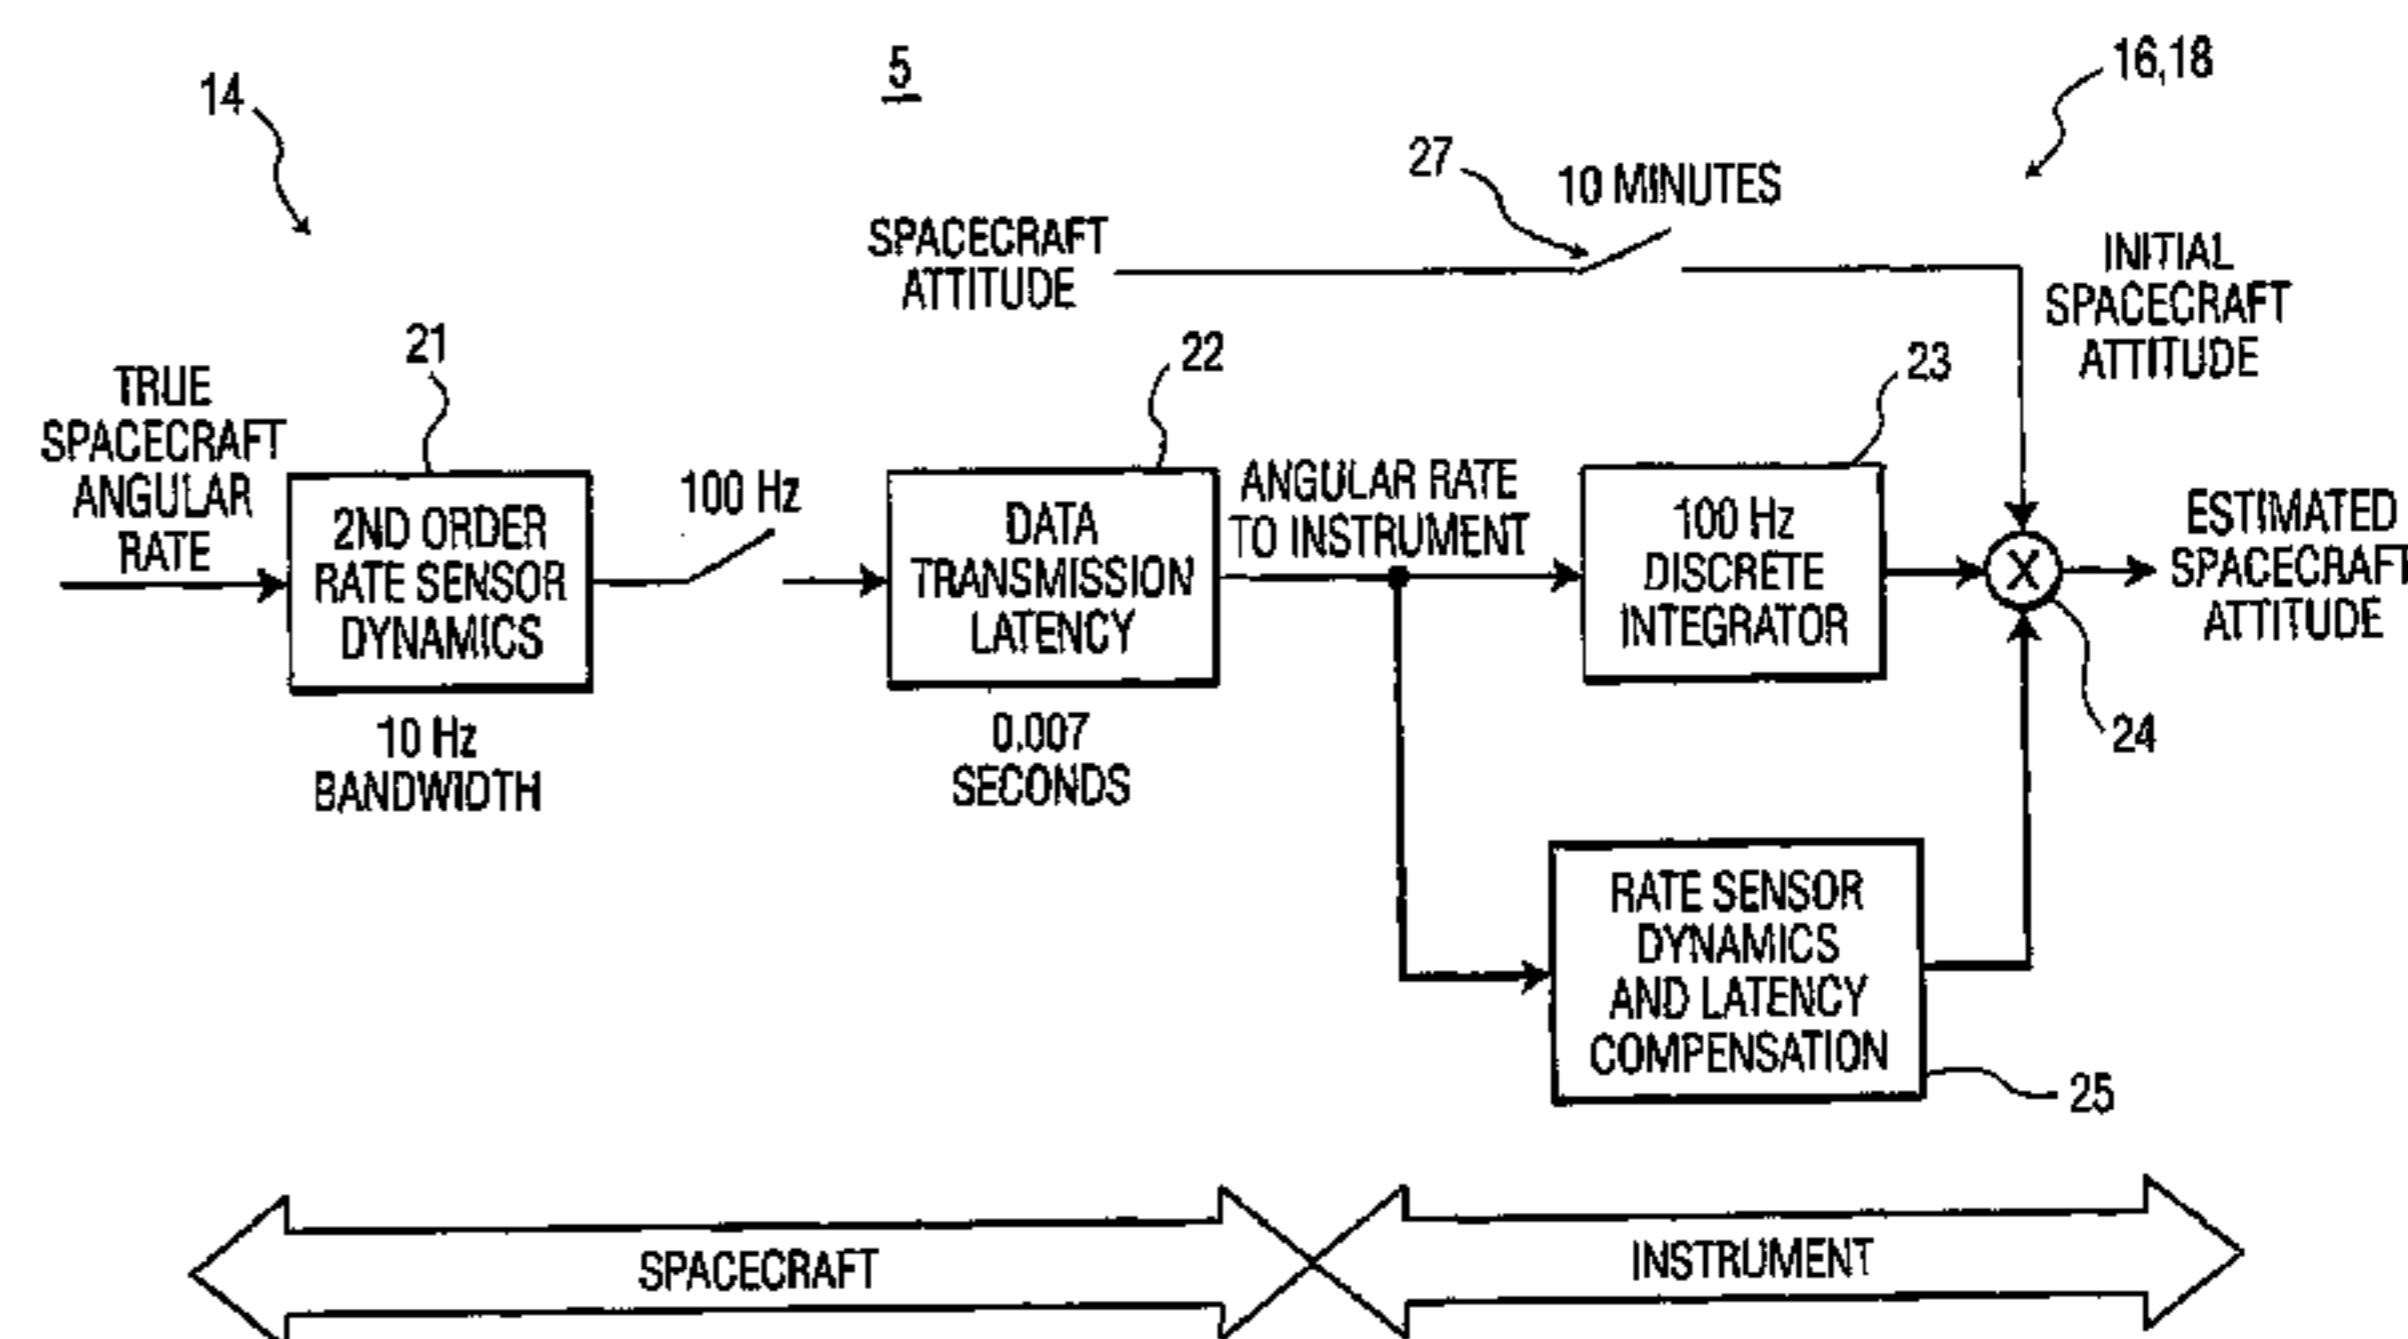 14
5
16,18
27
10 MINUTES
SPACECRAFT
ATTITUDE
INITIAL
SPACECRAFT
ATTITUDE
21
22
23
TRUE
SPACECRAFT
ANGULAR
RATE
2ND ORDER
RATE SENSOR
DYNAMICS
10 Hz
BANDWIDTH
100 Hz
DATA
TRANSMISSION
LATENCY
0.007
SECONDS
ANGULAR RATE
TO INSTRUMENT
100 Hz
DISCRETE
INTEGRATOR
X
ESTIMATED
SPACECRAFT
ATTITUDE
24
RATE SENSOR
DYNAMICS
AND LATENCY
COMPENSATION
25
SPACECRAFT
INSTRUMENT